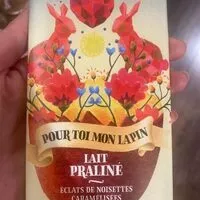 POUR TOI MON LAPIN
LAIT
PRALINÉ
ÉCLATS DE NOISETTES
CARAMÉLISÉES